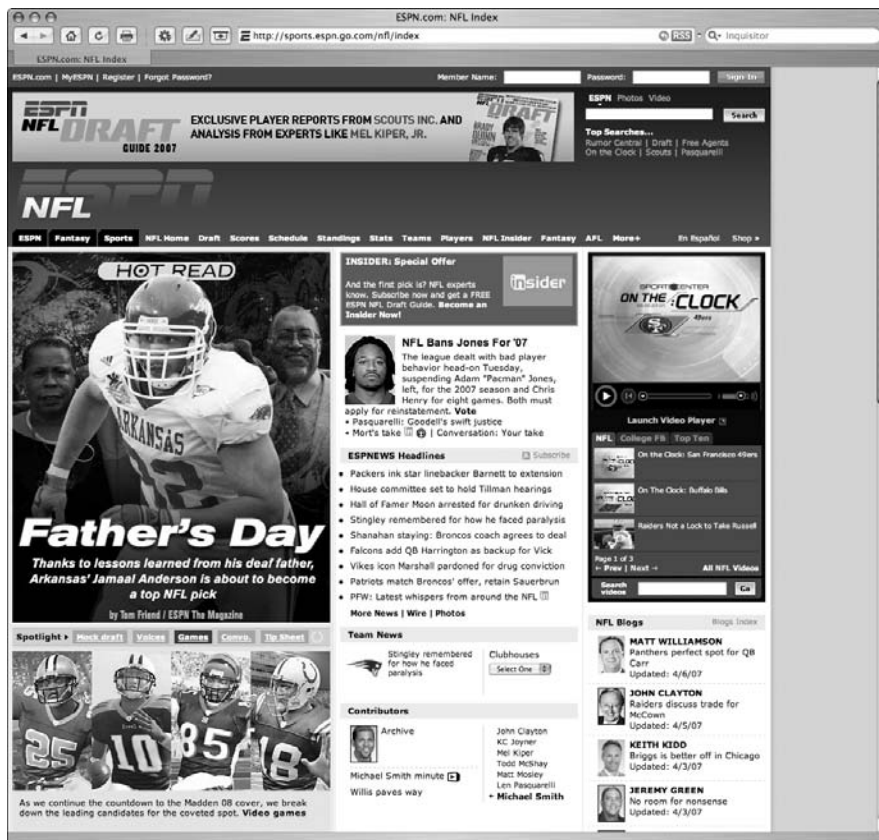 ESPN.com: NFL Index
http://sports.espn.go.com/nfl/index
RSS
Inquisitor
ESPN.com: NFL Index
ESPN.com | MyESPN | Register | Forgot Password?
Member Name:
Password:
Sign In
ESPN NFL DRAFT GUIDE 2007
EXCLUSIVE PLAYER REPORTS FROM SCOUTS INC. AND
ANALYSIS FROM EXPERTS LIKE MEL KIPER, JR.
DRAFT
BRADY
QUINN
ESPN Photos Video
Search
Top Searches...
Rumor Central | Draft | Free Agents
On the Clock | Scouts | Pasquarelli
ESPN
NFL
ESPN Fantasy Sports NFL Home Draft Scores Schedule Standings Stats Teams Players NFL Insider Fantasy AFL More+ En Español Shop »
HOT READ
ARKANSAS
Father's Day
Thanks to lessons learned from his deaf father,
Arkansas' Jamaal Anderson is about to become
a top NFL pick
by Tom Friend / ESPN The Magazine
Spotlight Mock draft Voices Games Convo. Tip Sheet
25
10
85
18
As we continue the countdown to the Madden 08 cover, we break
down the leading candidates for the coveted spot. Video games
INSIDER: Special Offer
And the first pick is? NFL experts
know. Subscribe now and get a FREE
ESPN NFL Draft Guide. Become an
Insider Now!
insider
NFL Bans Jones For '07
The league dealt with bad player
behavior head-on Tuesday,
suspending Adam "Pacman" Jones,
left, for the 2007 season and Chris
Henry for eight games. Both must
apply for reinstatement. Vote
• Pasquarelli: Goodell's swift justice
• Mort's take | Conversation: Your take
ESPNEWS Headlines
Subscribe
• Packers ink star linebacker Barnett to extension
• House committee set to hold Tillman hearings
• Hall of Famer Moon arrested for drunken driving
• Stingley remembered for how he faced paralysis
• Shanahan staying: Broncos coach agrees to deal
• Falcons add QB Harrington as backup for Vick
• Vikes icon Marshall pardoned for drug conviction
• Patriots match Broncos' offer, retain Sauerbrun
• PFW: Latest whispers from around the NFL
More News | Wire | Photos
Team News
Stingley remembered
for how he faced
paralysis
Clubhouses
Select One
Contributors
Archive
Michael Smith minute
Willis paves way
John Clayton
KC Joyner
Mel Kiper
Todd McShay
Matt Mosley
Len Pasquarelli
Michael Smith
SPORTSCENTER
ON THE CLOCK
SF
49ers
Launch Video Player
NFL College FB Top Ten
On the Clock: San Francisco 49ers
On The Clock: Buffalo Bills
Raiders Not a Lock to Take Russell
Page 1 of 3
← Prev | Next →
All NFL Videos
Search
videos
Go
NFL Blogs
Blogs Index
MATT WILLIAMSON
Panthers perfect spot for QB
Carr
Updated: 4/6/07
JOHN CLAYTON
Raiders discuss trade for
McCown
Updated: 4/5/07
KEITH KIDD
Briggs is better off in Chicago
Updated: 4/3/07
JEREMY GREEN
No room for nonsense
Updated: 4/3/07